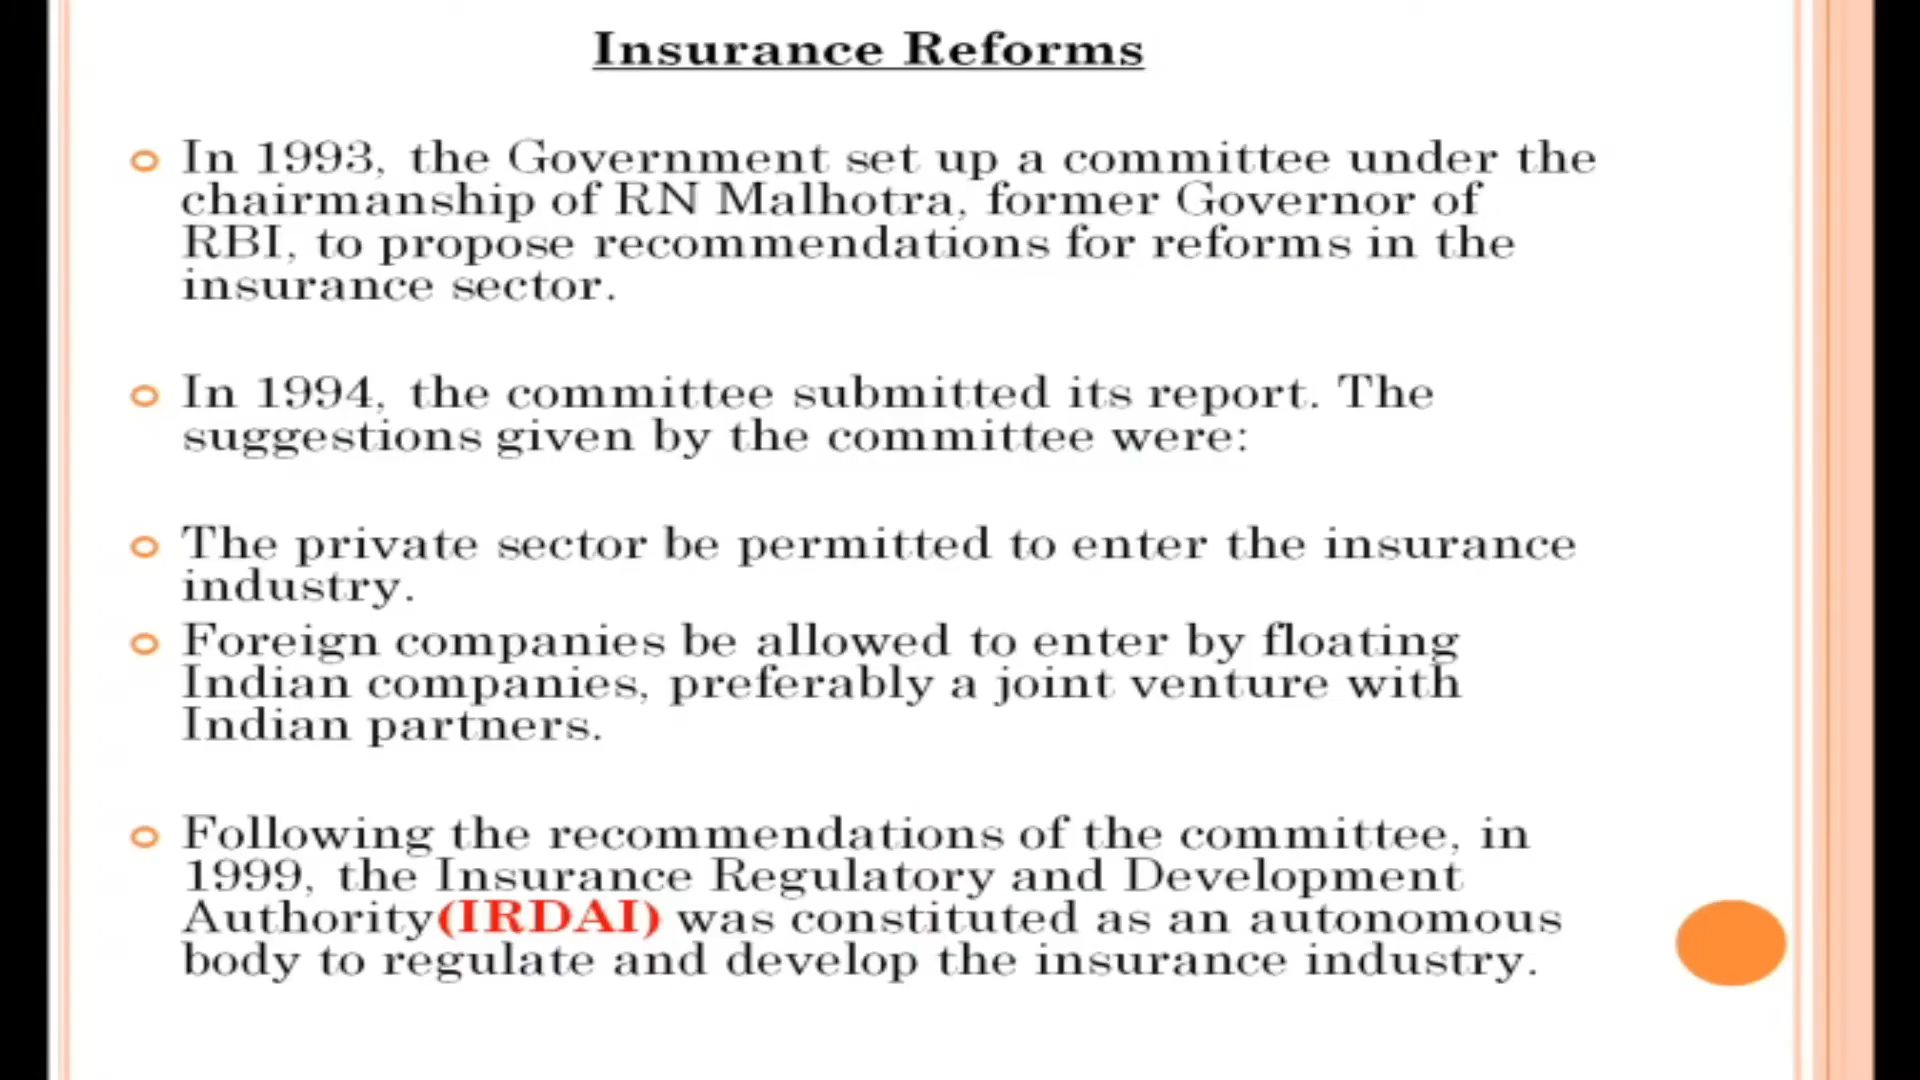 Insurance Reforms
In 1993, the Government set up a committee under the
chairmanship of RN Malhotra, former Governor of
RBI, to propose recommendations for reforms in the
insurance sector.
In 1994, the committee submitted its report. The
suggestions given by the committee were:
The private sector be permitted to enter the insurance
industry.
Foreign companies be allowed to enter by floating
Indian companies, preferably a joint venture with
Indian partners.
Following the recommendations of the committee, in
1999, the Insurance Regulatory and Development
Authority(IRDAI) was constituted as an autonomous
body to regulate and develop the insurance industry.